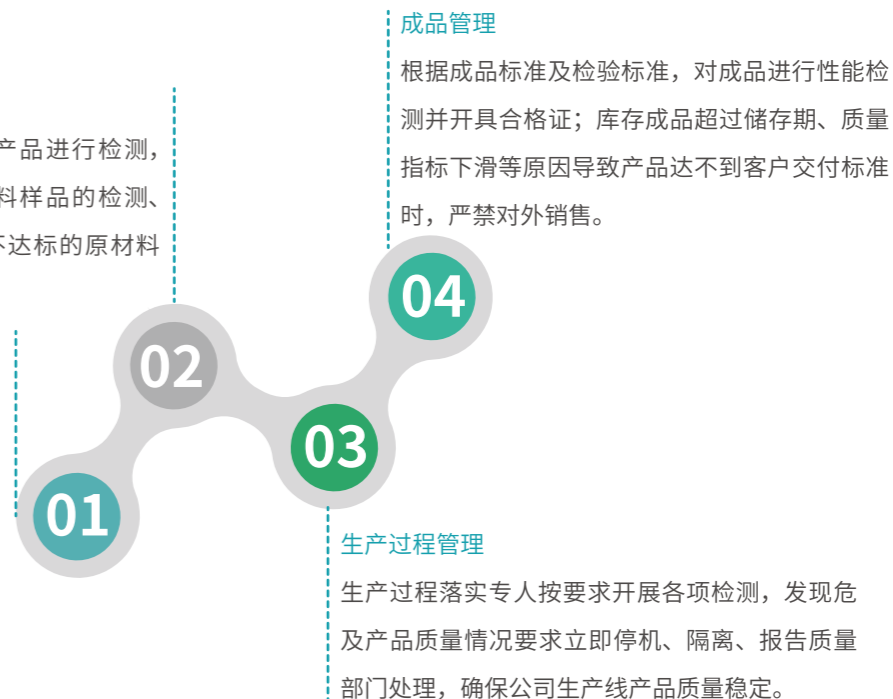 产品进行检测，
料样品的检测、
不达标的原材料
成品管理
根据成品标准及检验标准，对成品进行性能检
测并开具合格证；库存成品超过储存期、质量
指标下滑等原因导致产品达不到客户交付标准
时，严禁对外销售。
04
02
03
01
生产过程管理
生产过程落实专人按要求开展各项检测，发现危
及产品质量情况要求立即停机、隔离、报告质量
部门处理，确保公司生产线产品质量稳定。